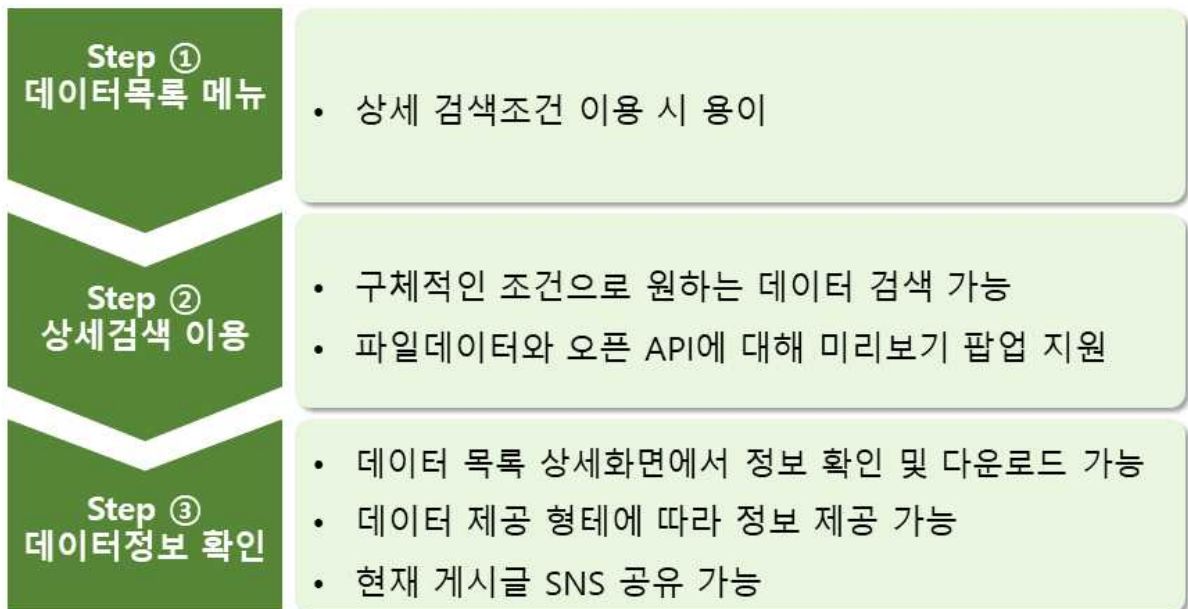 Step ①
데이터목록 메뉴
• 상세 검색조건 이용 시 용이
Step ②
상세검색 이용
• 구체적인 조건으로 원하는 데이터 검색 가능
• 파일데이터와 오픈 API에 대해 미리보기 팝업 지원
Step ③
데이터정보 확인
• 데이터 목록 상세화면에서 정보 확인 및 다운로드 가능
• 데이터 제공 형테에 따라 정보 제공 가능
• 현재 게시글 SNS 공유 가능